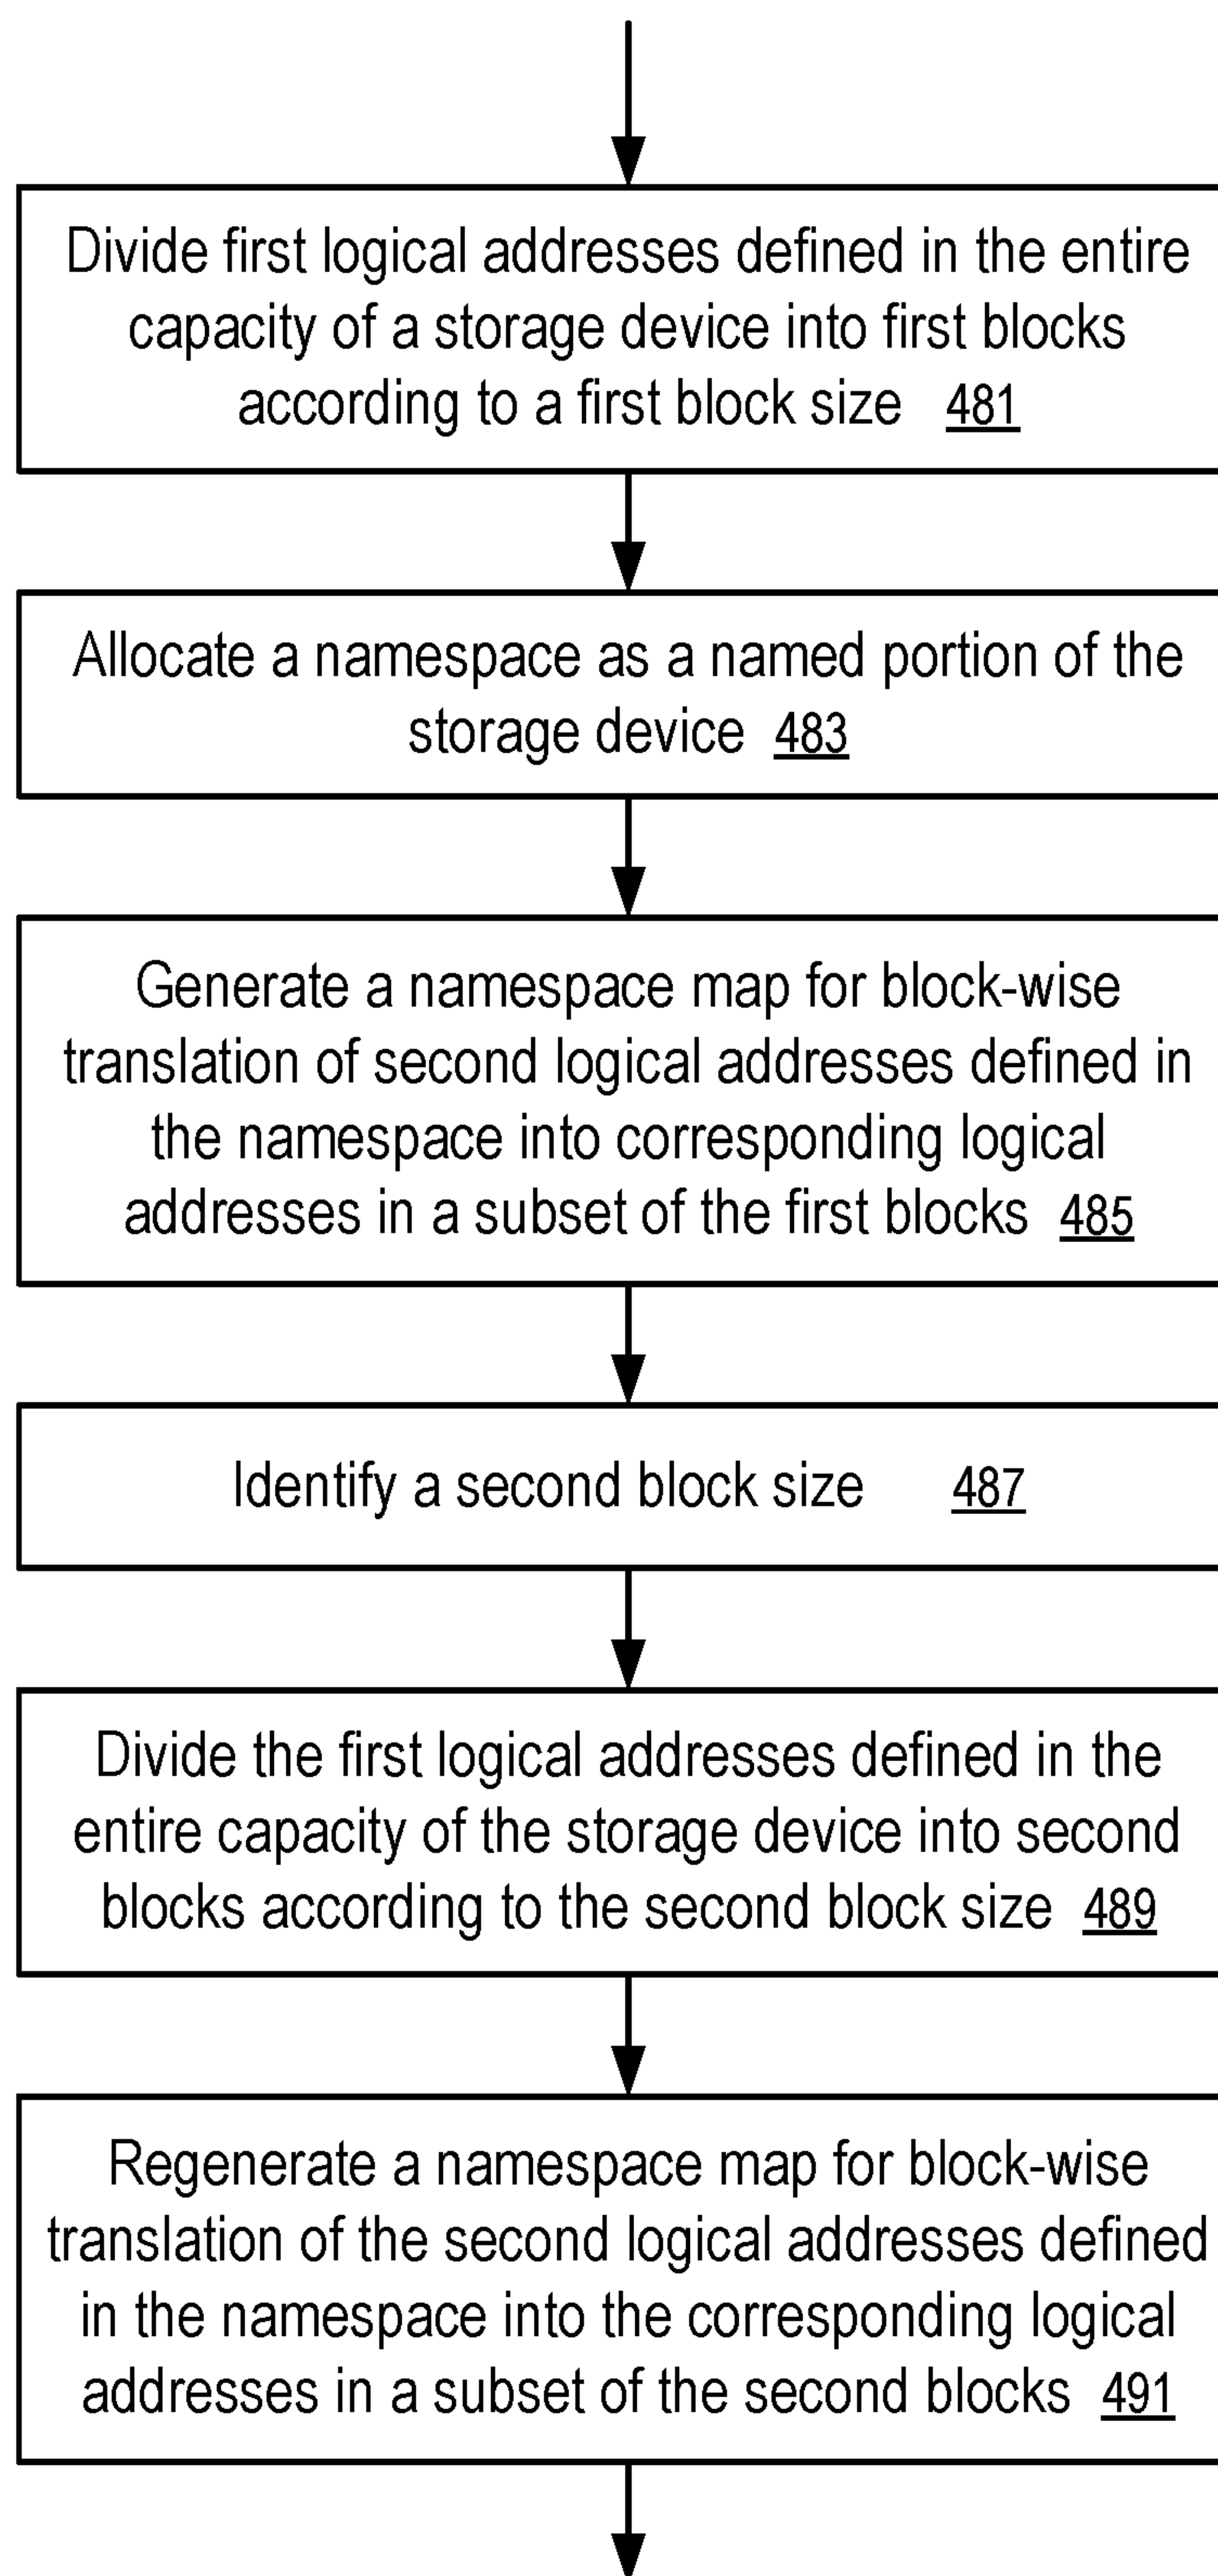 Divide first logical addresses defined in the entire
capacity of a storage device into first blocks
according to a first block size 481
Allocate a namespace as a named portion of the
storage device 483
Generate a namespace map for block-wise
translation of second logical addresses defined in
the namespace into corresponding logical
addresses in a subset of the first blocks 485
Identify a second block size 487
Divide the first logical addresses defined in the
entire capacity of the storage device into second
blocks according to the second block size 489
Regenerate a namespace map for block-wise
translation of the second logical addresses defined
in the namespace into the corresponding logical
addresses in a subset of the second blocks 491